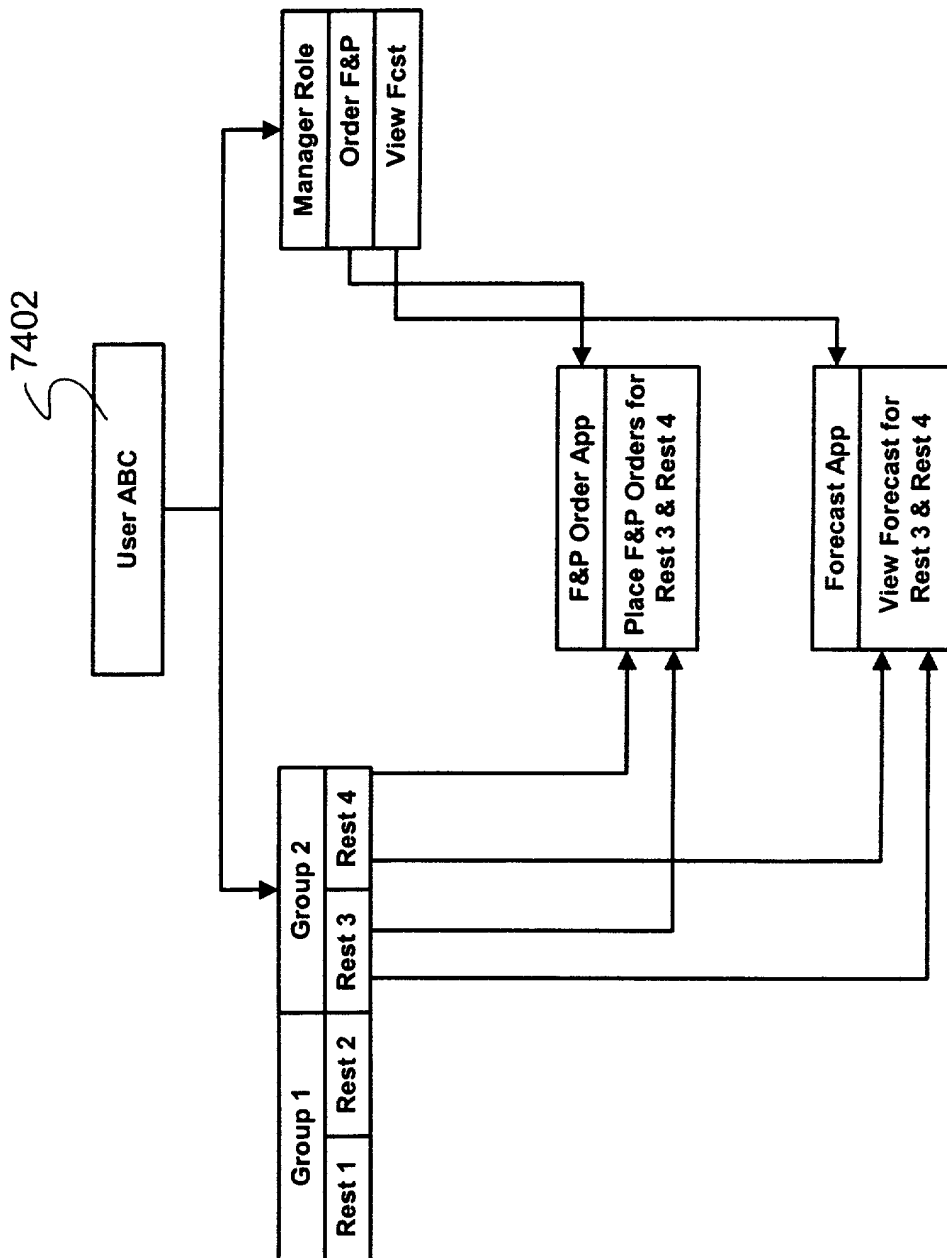 7402
User ABC
Group 1
Group 2
Rest 1
Rest 2
Rest 3
Rest 4
Manager Role
Order F&P
View Fcst
F&P Order App
Place F&P Orders for
Rest 3 & Rest 4
Forecast App
View Forecast for
Rest 3 & Rest 4